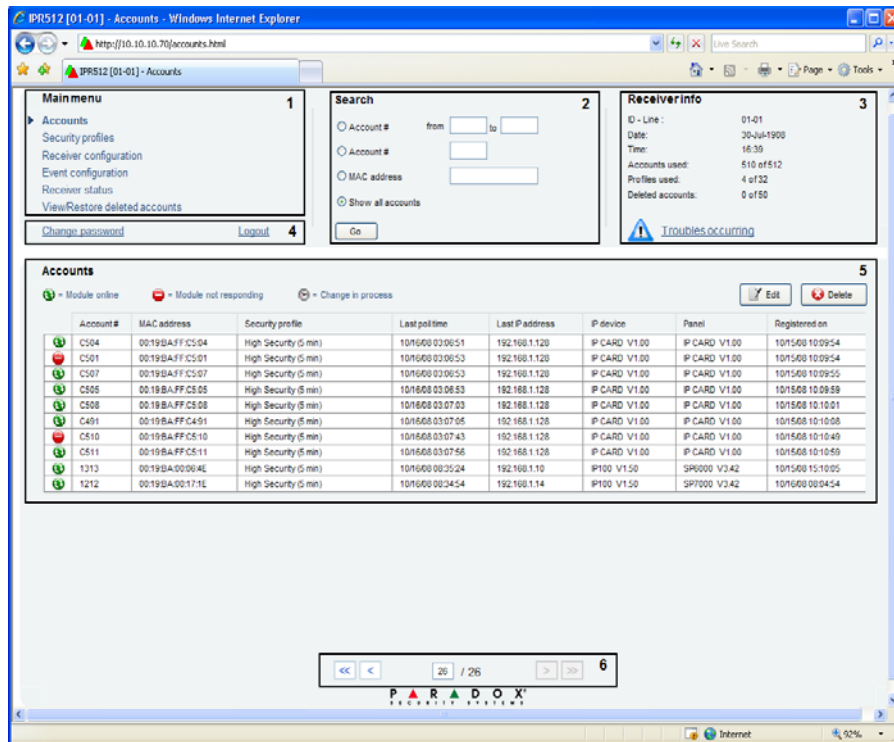 IPR512 [01-01] - Accounts - Windows Internet Explorer
http://10.10.10.70/accounts.html
Live Search
IPR512 [01-01] - Accounts
Page
Tools
Main menu
1
Accounts
Security profiles
Receiver configuration
Event configuration
Receiver status
View/Restore deleted accounts
Change password Logout 4
Search
2
Account # from to
Account #
MAC address
Show all accounts
Go
Receiver info
3
ID - Line : 01-01
Date: 30-Jul-1908
Time: 16:39
Accounts used: 510 of 512
Profiles used: 4 of 32
Deleted accounts: 0 of 50
Troubles occurring
Accounts
5
= Module online = Module not responding = Change in process
Edit Delete
Account # MAC address Security profile Last poll time Last IP address IP device Panel Registered on
C504 00:19:BA:FF:C5:04 High Security (5 min) 10/16/08 03:06:51 192.168.1.128 IP CARD V1.00 IP CARD V1.00 10/15/08 10:09:54
C501 00:19:BA:FF:C5:01 High Security (5 min) 10/16/08 03:06:53 192.168.1.128 IP CARD V1.00 IP CARD V1.00 10/15/08 10:09:54
C507 00:19:BA:FF:C5:07 High Security (5 min) 10/16/08 03:06:53 192.168.1.128 IP CARD V1.00 IP CARD V1.00 10/15/08 10:09:55
C505 00:19:BA:FF:C5:05 High Security (5 min) 10/16/08 03:06:53 192.168.1.128 IP CARD V1.00 IP CARD V1.00 10/15/08 10:09:59
C508 00:19:BA:FF:C5:08 High Security (5 min) 10/16/08 03:07:03 192.168.1.128 IP CARD V1.00 IP CARD V1.00 10/15/08 10:10:01
C491 00:19:BA:FF:C4:91 High Security (5 min) 10/16/08 03:07:05 192.168.1.128 IP CARD V1.00 IP CARD V1.00 10/15/08 10:10:08
C510 00:19:BA:FF:C5:10 High Security (5 min) 10/16/08 03:07:43 192.168.1.128 IP CARD V1.00 IP CARD V1.00 10/15/08 10:10:49
C511 00:19:BA:FF:C5:11 High Security (5 min) 10/16/08 03:07:56 192.168.1.128 IP CARD V1.00 IP CARD V1.00 10/15/08 10:10:59
1313 00:19:BA:00:06:4E High Security (5 min) 10/16/08 08:35:24 192.168.1.10 IP100 V1.50 SP6000 V3.42 10/15/08 15:10:05
1212 00:19:BA:00:17:1E High Security (5 min) 10/16/08 08:34:54 192.168.1.14 IP100 V1.50 SP7000 V3.42 10/16/08 08:04:54
<< < 26 / 26 > >> 6
PARADOX
SECURITY SYSTEMS
Internet
92%